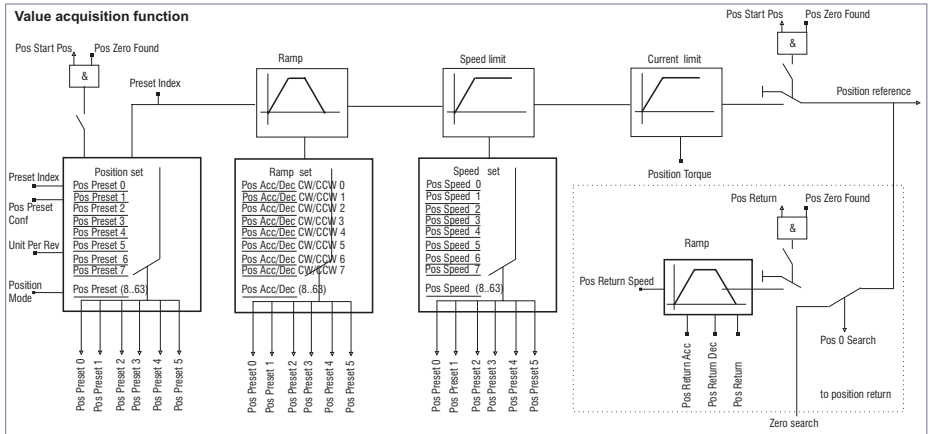 Value acquisition function
Pos Start Pos
Pos Zero Found
&
Preset Index
Ramp
Speed limit
Current limit
Pos Start Pos
Pos Zero Found
&
Position reference
Position Torque
Preset Index
Pos Preset
Conf
Unit Per Rev
Position
Mode
Position set
Pos Preset 0
Pos Preset 1
Pos Preset 2
Pos Preset 3
Pos Preset 4
Pos Preset 5
Pos Preset 6
Pos Preset 7
Pos Preset (8..63)
Pos Preset 0
Pos Preset 1
Pos Preset 2
Pos Preset 3
Pos Preset 4
Pos Preset 5
Ramp set
Pos Acc/Dec CW/CCW 0
Pos Acc/Dec CW/CCW 1
Pos Acc/Dec CW/CCW 2
Pos Acc/Dec CW/CCW 3
Pos Acc/Dec CW/CCW 4
Pos Acc/Dec CW/CCW 5
Pos Acc/Dec CW/CCW 6
Pos Acc/Dec CW/CCW 7
Pos Acc/Dec (8..63)
Pos Preset 0
Pos Preset 1
Pos Preset 2
Pos Preset 3
Pos Preset 4
Pos Preset 5
Speed set
Pos Speed 0
Pos Speed 1
Pos Speed 2
Pos Speed 3
Pos Speed 4
Pos Speed 5
Pos Speed 6
Pos Speed 7
Pos Speed (8..63)
Pos Preset 0
Pos Preset 1
Pos Preset 2
Pos Preset 3
Pos Preset 4
Pos Preset 5
Pos Return
Pos Zero Found
&
Ramp
Pos Return Speed
Pos Return Acc
Pos Return Dec
Pos Return
Pos 0 Search
to position return
Zero search